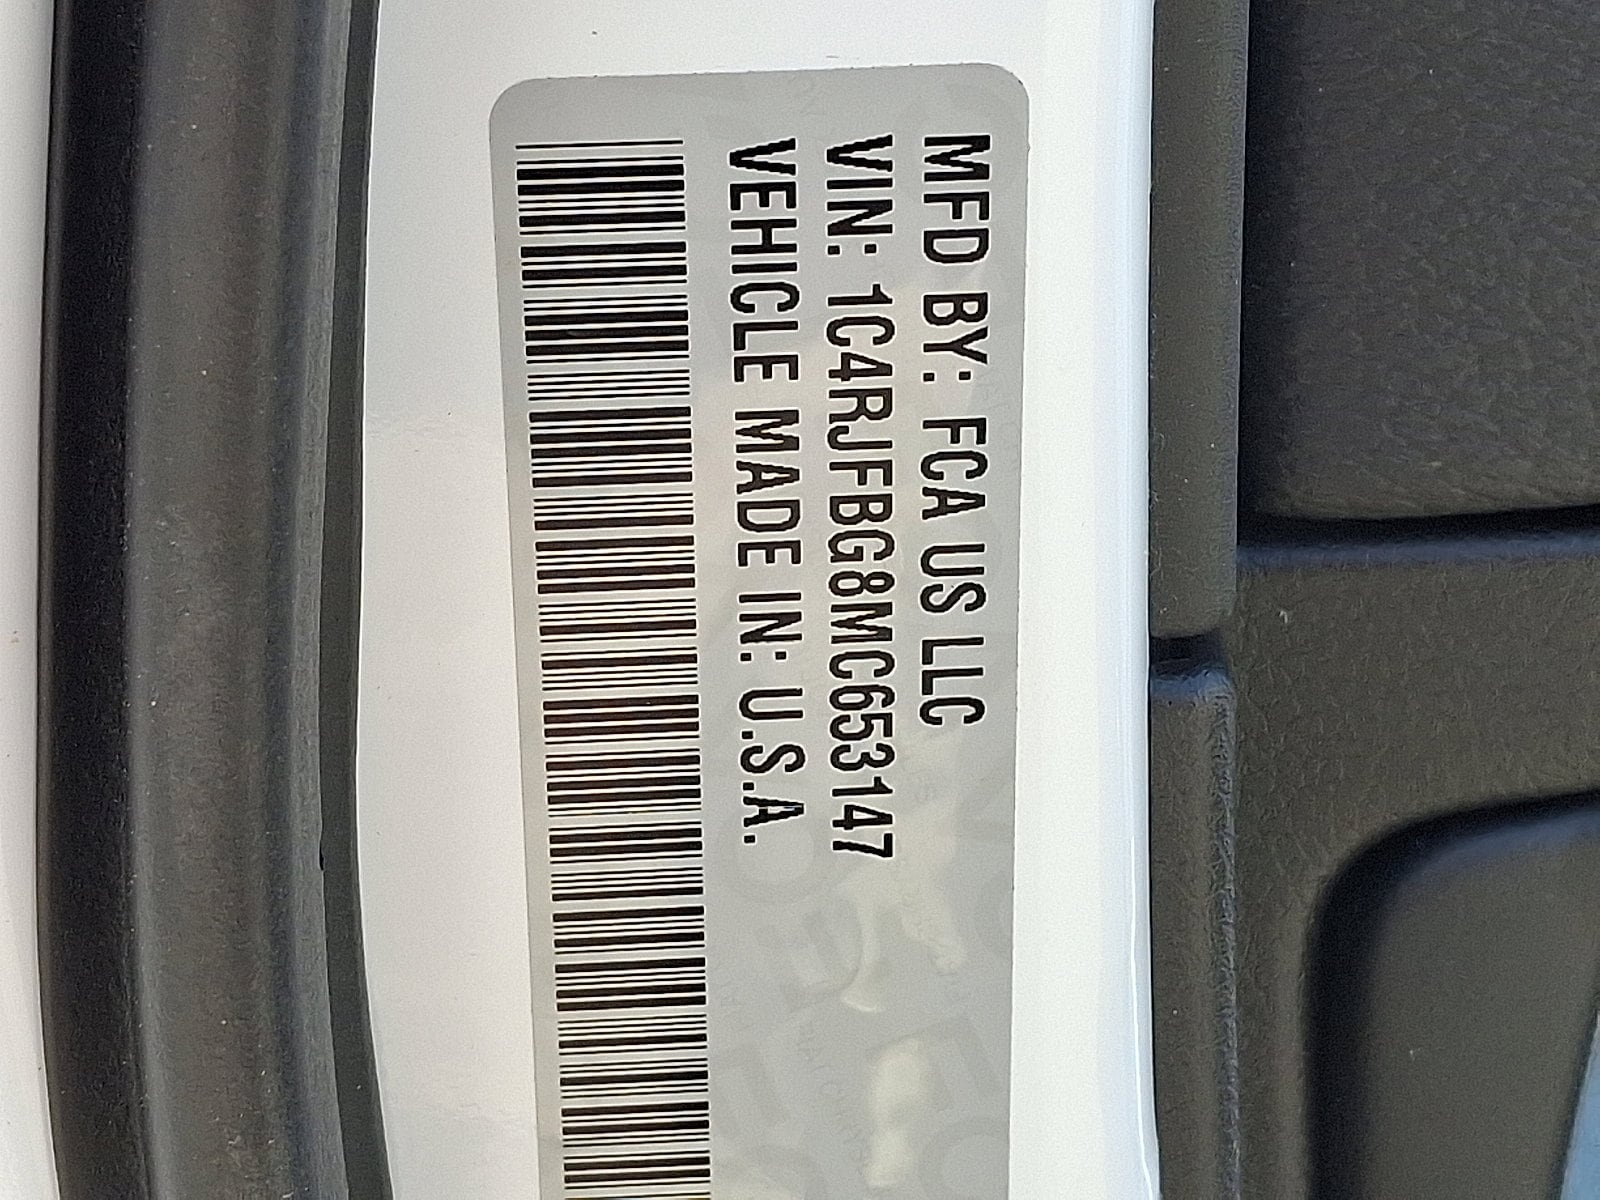 MFD BY: FCA US LLC
VIN: 1C4RJFBG8MC653147
VEHICLE MADE IN: U.S.A.